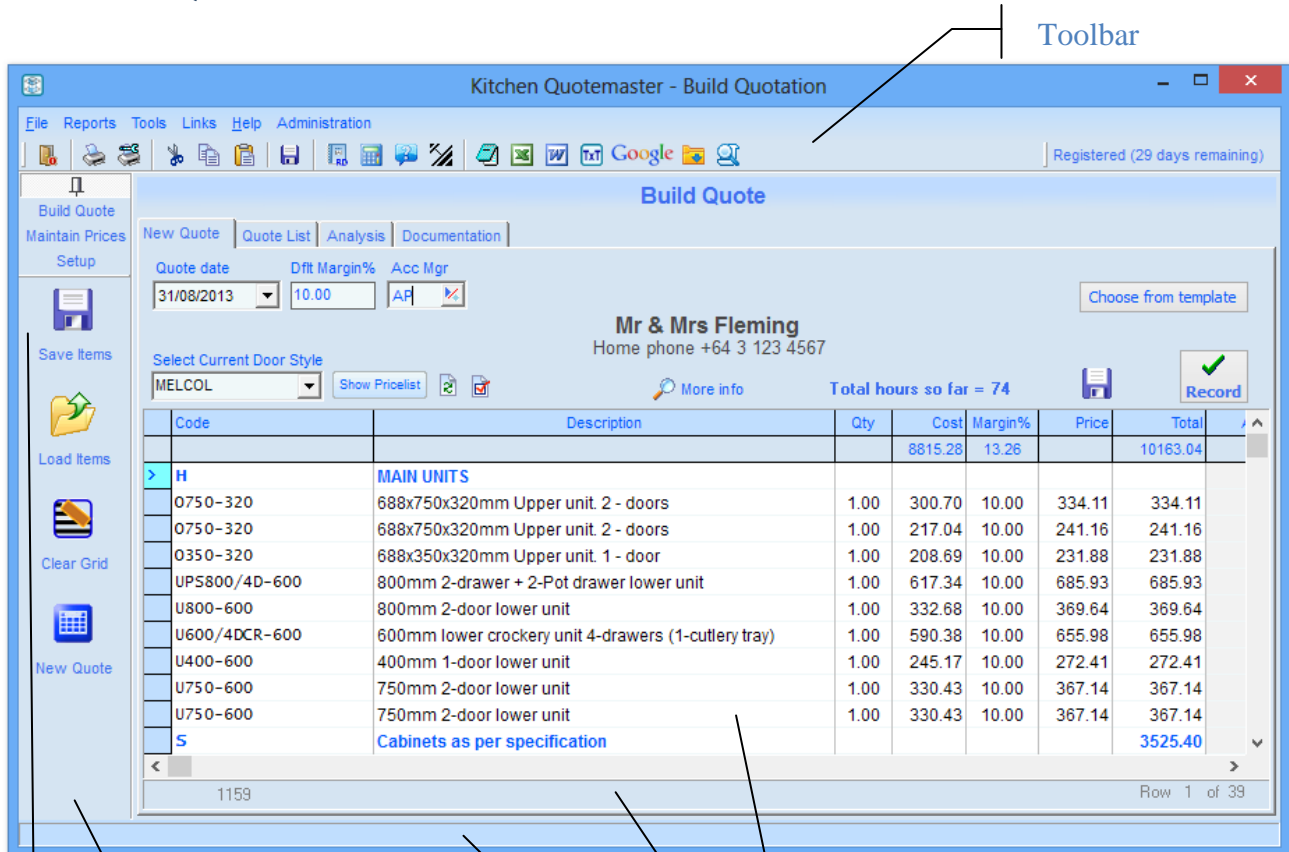 Toolbar
Kitchen Quotemaster - Build Quotation
File Reports Tools Links Help Administration
TxT Google Registered (29 days remaining)
Build Quote
Build Quote
Maintain Prices
Setup
New Quote Quote List Analysis Documentation
Quote date Dflt Margin% Acc Mgr
31/08/2013 10.00 AP
Choose from template
Mr & Mrs Fleming
Home phone +64 3 123 4567
Save Items
Select Current Door Style
MELCOL Show Pricelist More info Total hours so far = 74 Record
Code Description Qty Cost Margin% Price Total
8815.28 13.26 10163.04
Load Items
> H MAIN UNITS
O750-320 688x750x320mm Upper unit. 2 - doors 1.00 300.70 10.00 334.11 334.11
O750-320 688x750x320mm Upper unit. 2 - doors 1.00 217.04 10.00 241.16 241.16
O350-320 688x350x320mm Upper unit. 1 - door 1.00 208.69 10.00 231.88 231.88
Clear Grid
UPS800/4D-600 800mm 2-drawer + 2-Pot drawer lower unit 1.00 617.34 10.00 685.93 685.93
U800-600 800mm 2-door lower unit 1.00 332.68 10.00 369.64 369.64
U600/4DCR-600 600mm lower crockery unit 4-drawers (1-cutlery tray) 1.00 590.38 10.00 655.98 655.98
U400-600 400mm 1-door lower unit 1.00 245.17 10.00 272.41 272.41
New Quote
U750-600 750mm 2-door lower unit 1.00 330.43 10.00 367.14 367.14
U750-600 750mm 2-door lower unit 1.00 330.43 10.00 367.14 367.14
S Cabinets as per specification 3525.40
1159 Row 1 of 39